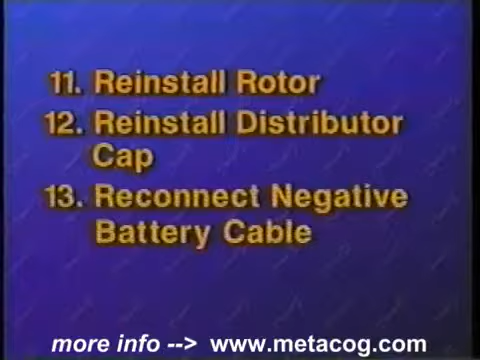 11. Reinstall Rotor
12. Reinstall Distributor
Cap
13. Reconnect Negative
Battery Cable
more info --> www.metacog.com